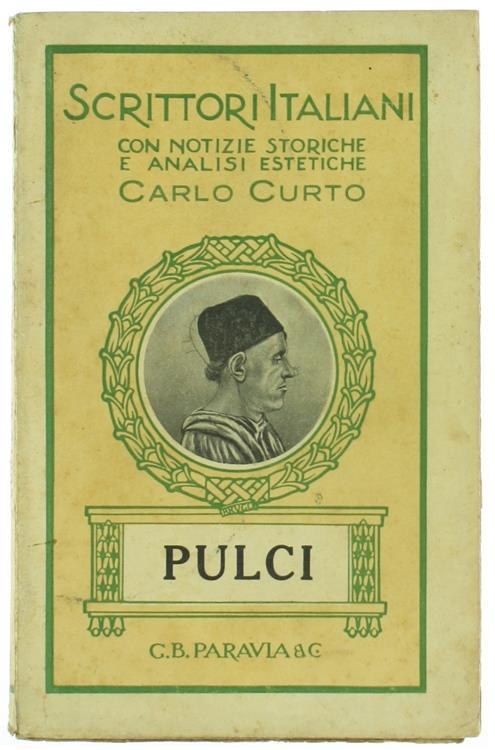 SCRITTORI ITALIANI
CON NOTIZIE STORICHE
E ANALISI ESTETICHE
CARLO CURTO
PULCI
G.B. PARAVIA & C